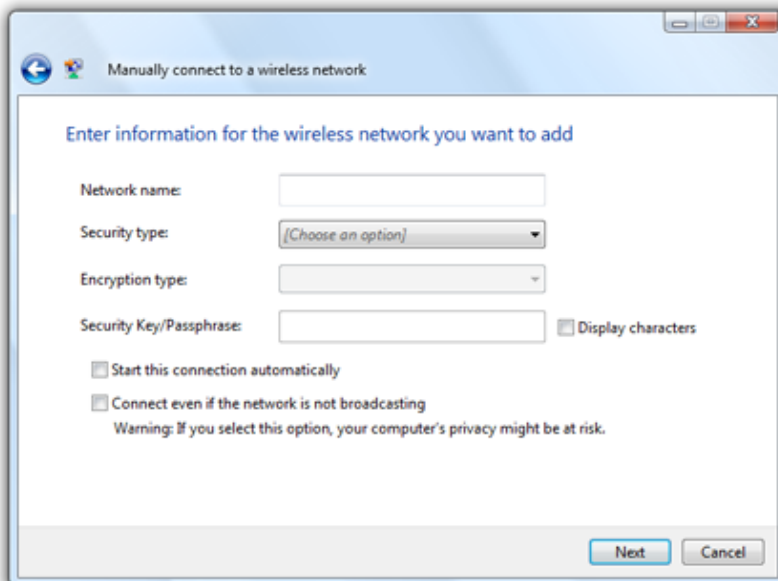 Manually connect to a wireless network
Enter information for the wireless network you want to add
Network name:
Security type: [Choose an option]
Encryption type:
Security Key/Passphrase: Display characters
Start this connection automatically
Connect even if the network is not broadcasting
Warning: If you select this option, your computer's privacy might be at risk.
Next Cancel